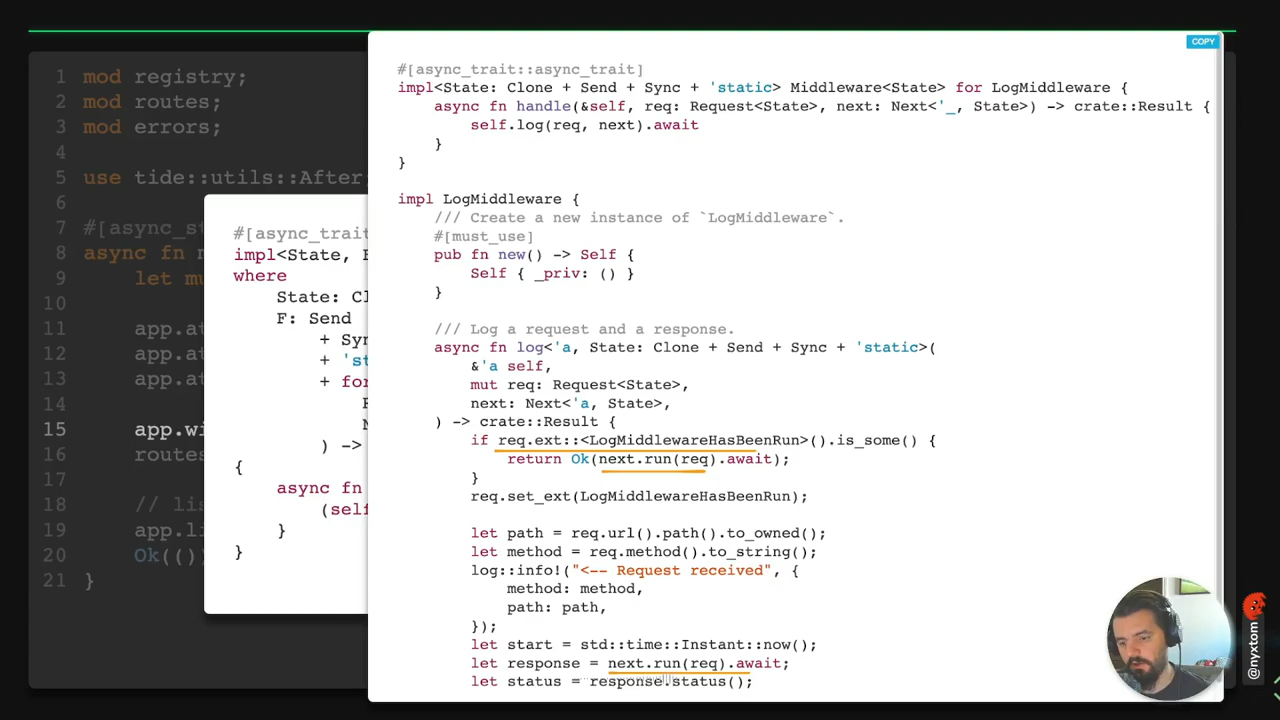 1 mod registry;
2 mod routes;
3 mod errors;
4
5 use tide::utils::After;
6
7 #[async_st
8 async fn
9 let mu
10
11 app.at
12 app.at
13 app.at
14
15 app.wi
16 routes
17
18 // lis
19 app.li
20 Ok(())
21 }
#[async_trait
impl<State, F
where
State: Cl
F: Send
+ Syn
+ 'st
+ for
) ->
{
async fn
(self
}
}
COPY
#[async_trait::async_trait]
impl<State: Clone + Send + Sync + 'static> Middleware<State> for LogMiddleware {
async fn handle(&self, req: Request<State>, next: Next<'_, State>) -> crate::Result {
self.log(req, next).await
}
}
impl LogMiddleware {
/// Create a new instance of `LogMiddleware`.
#[must_use]
pub fn new() -> Self {
Self { _priv: () }
}
/// Log a request and a response.
async fn log<'a, State: Clone + Send + Sync + 'static>(
&'a self,
mut req: Request<State>,
next: Next<'a, State>,
) -> crate::Result {
if req.ext::<LogMiddlewareHasBeenRun>().is_some() {
return Ok(next.run(req).await);
}
req.set_ext(LogMiddlewareHasBeenRun);
let path = req.url().path().to_owned();
let method = req.method().to_string();
log::info!("<-- Request received", {
method: method,
path: path,
});
let start = std::time::Instant::now();
let response = next.run(req).await;
let status = response.status();
@nyxtom